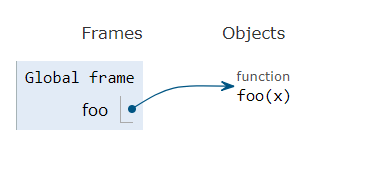 Frames Objects
Global frame
foo
function
foo(x)